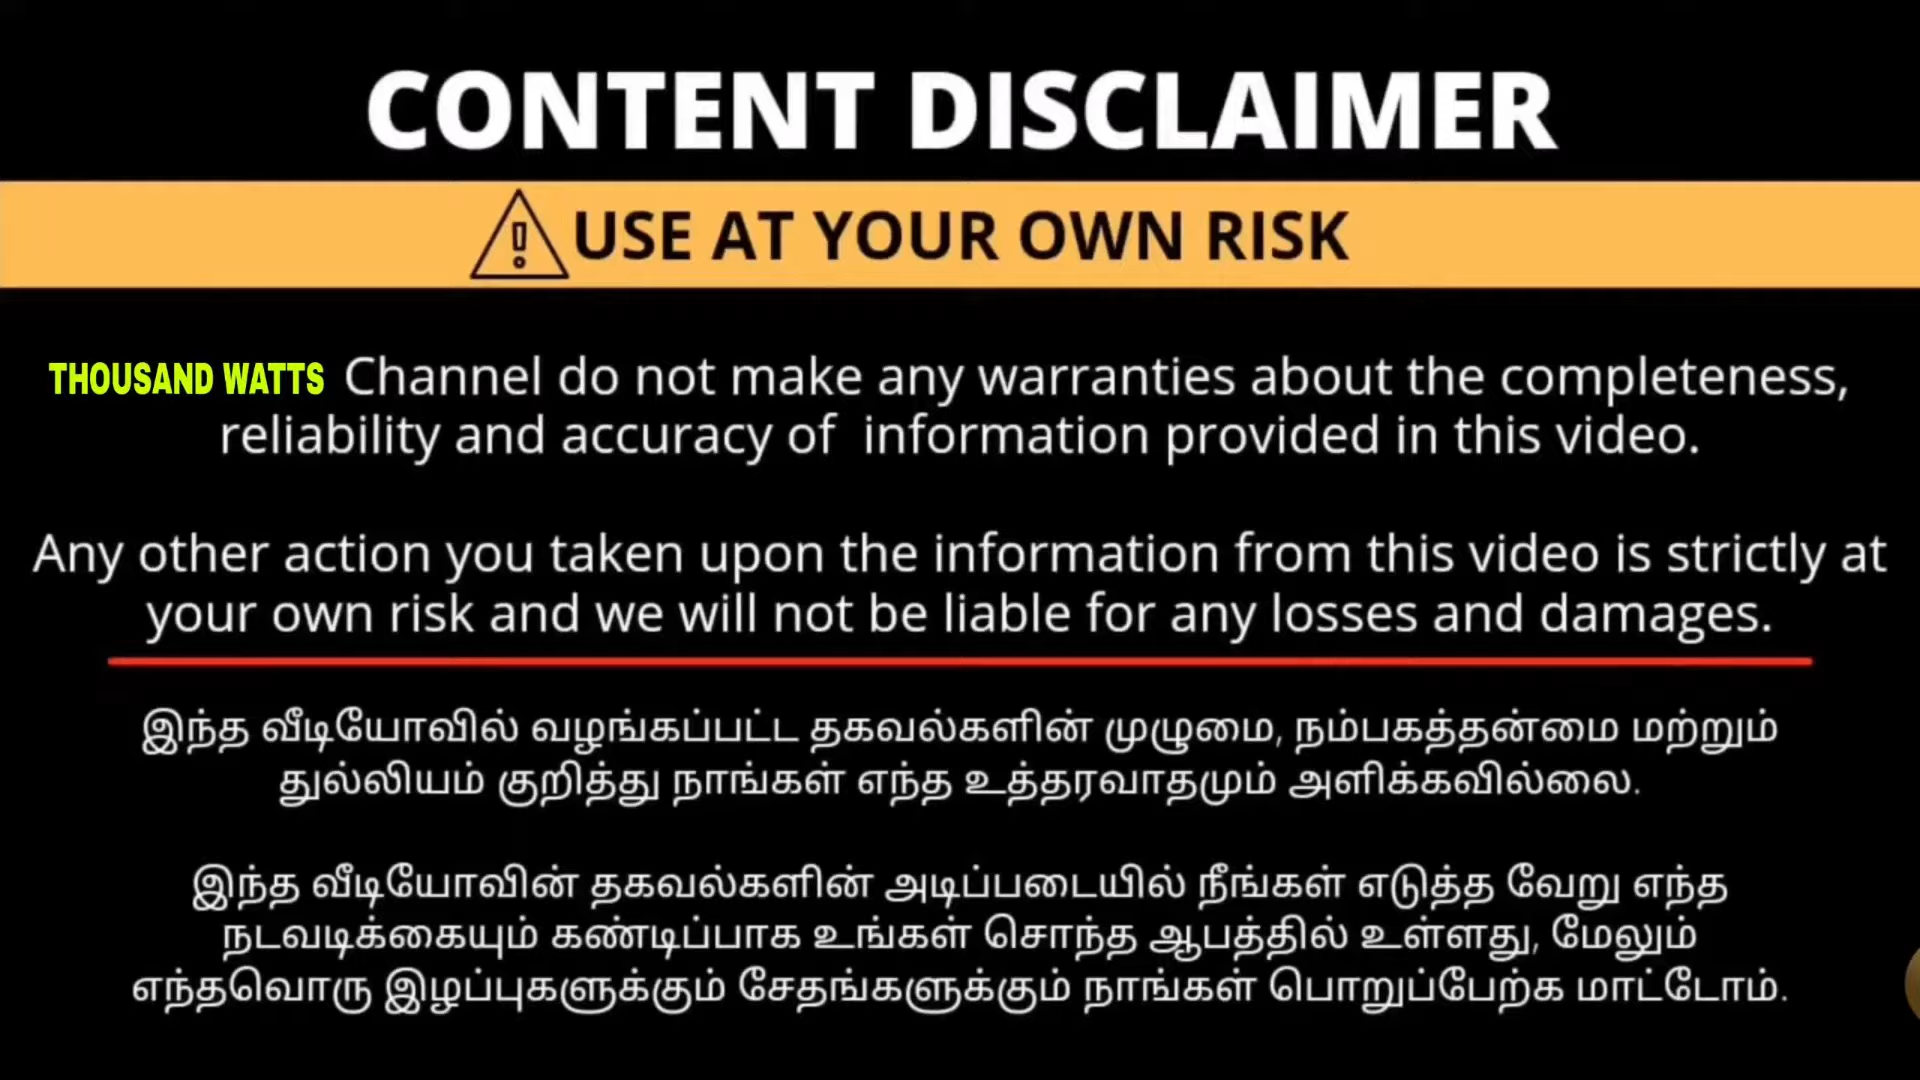 CONTENT DISCLAIMER
USE AT YOUR OWN RISK
THOUSAND WATTS Channel do not make any warranties about the completeness,
reliability and accuracy of information provided in this video.
Any other action you taken upon the information from this video is strictly at
your own risk and we will not be liable for any losses and damages.
இந்த வீடியோவில் வழங்கப்பட்ட தகவல்களின் முழுமை, நம்பகத்தன்மை மற்றும்
துல்லியம் குறித்து நாங்கள் எந்த உத்தரவாதமும் அளிக்கவில்லை.
இந்த வீடியோவின் தகவல்களின் அடிப்படையில் நீங்கள் எடுத்த வேறு எந்த
நடவடிக்கையும் கண்டிப்பாக உங்கள் சொந்த ஆபத்தில் உள்ளது, மேலும்
எந்தவொரு இழப்புகளுக்கும் சேதங்களுக்கும் நாங்கள் பொறுப்பேற்க மாட்டோம்.